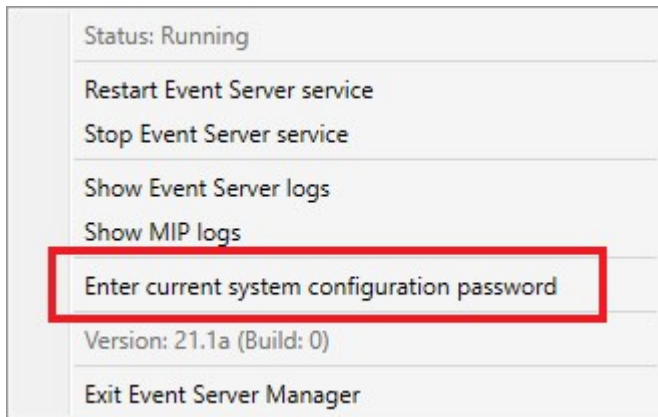 Status: Running
Restart Event Server service
Stop Event Server service
Show Event Server logs
Show MIP logs
Enter current system configuration password
Version: 21.1a (Build: 0)
Exit Event Server Manager